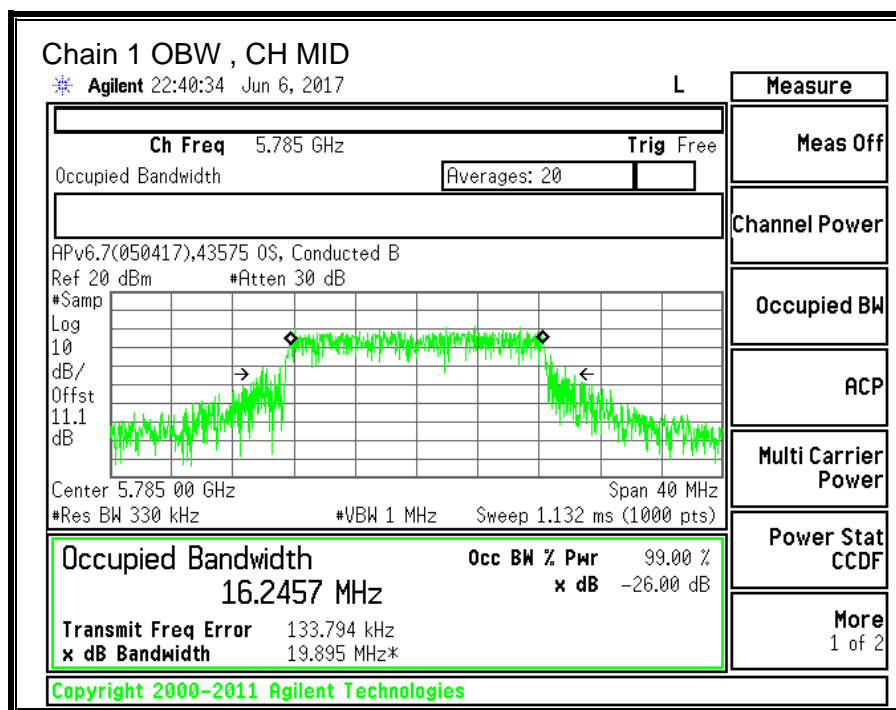 Chain 1 OBW , CH MID
Agilent 22:40:34 Jun 6, 2017 L
Measure
Ch Freq 5.785 GHz Trig Free
Occupied Bandwidth Averages: 20
Meas Off
Channel Power
Occupied BW
ACP
Multi Carrier
Power
Power Stat
CCDF
More
1 of 2
APv6.7(050417),43575 OS, Conducted B
Ref 20 dBm #Atten 30 dB
#Samp
Log
10
dB/
Offst
11.1
dB
Center 5.785 00 GHz Span 40 MHz
#Res BW 330 kHz #VBW 1 MHz Sweep 1.132 ms (1000 pts)
Occupied Bandwidth Occ BW % Pwr 99.00 %
16.2457 MHz x dB -26.00 dB
Transmit Freq Error 133.794 kHz
x dB Bandwidth 19.895 MHz*
Copyright 2000-2011 Agilent Technologies